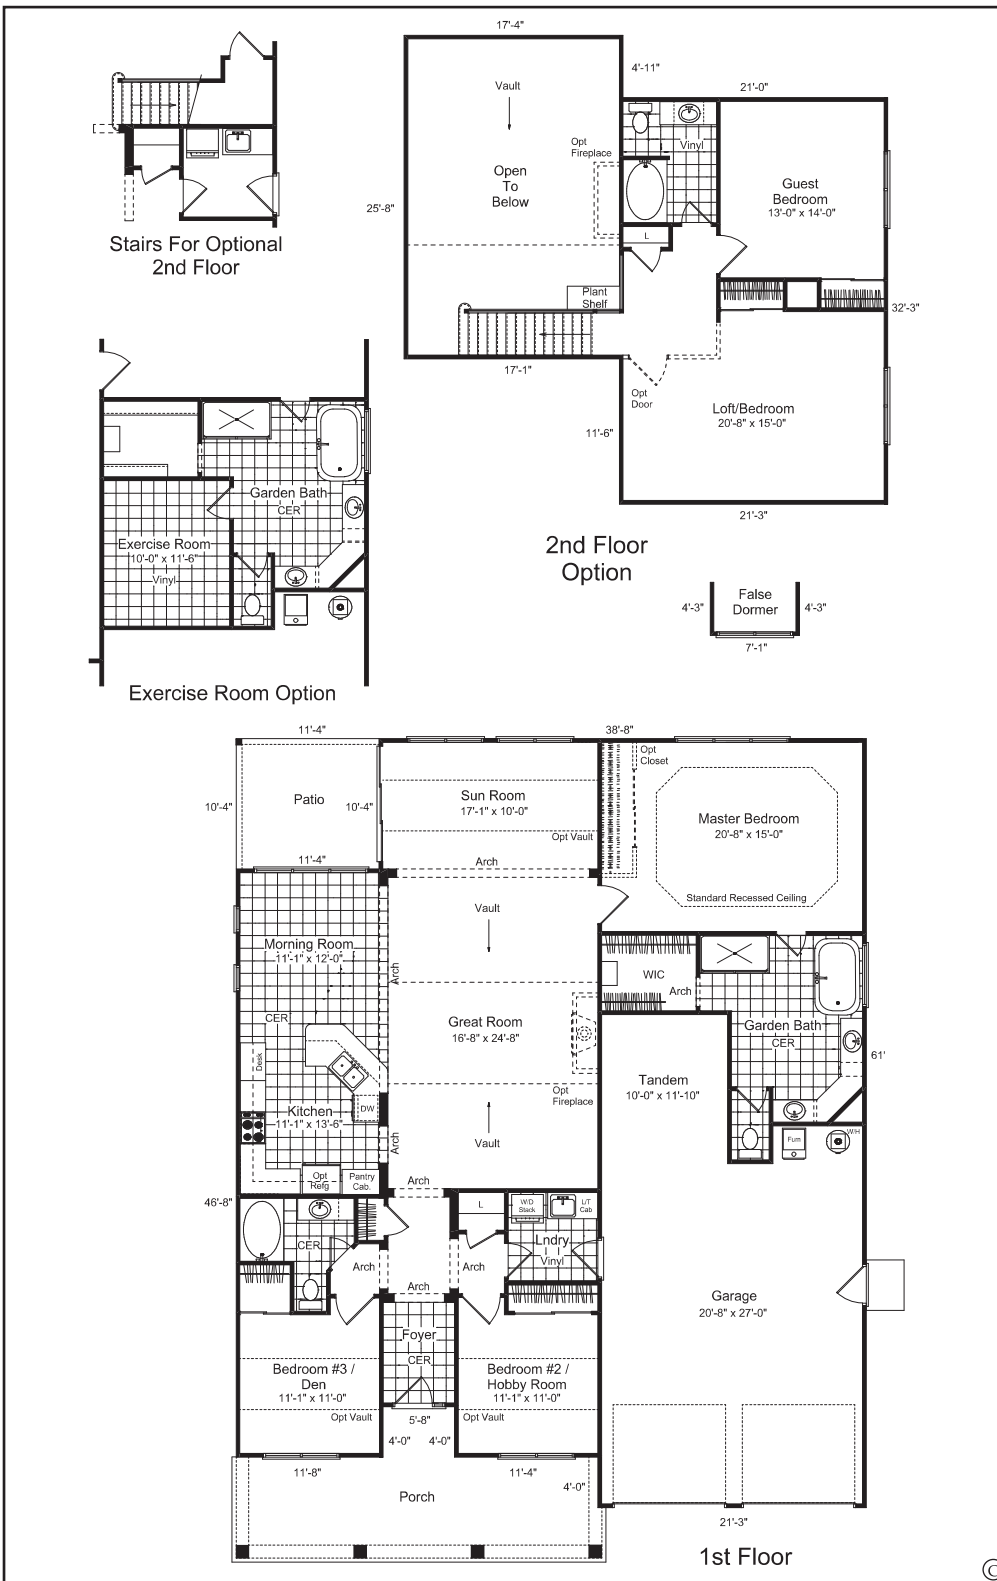 17'-4"
4'-11"
21'-0"
Vault
Opt
Fireplace
Vinyl
Open
To
Below
Guest
Bedroom
13'-0" x 14'-0"
25'-8"
L
Stairs For Optional
2nd Floor
Plant
Shelf
32'-3"
17'-1"
Opt
Door
Loft/Bedroom
20'-8" x 15'-0"
11'-6"
21'-3"
Garden Bath
CER
Exercise Room
10'-0" x 11'-6"
Vinyl
2nd Floor
Option
False
Dormer
4'-3"
4'-3"
7'-1"
Exercise Room Option
11'-4"
38'-8"
Opt
Closet
Patio
10'-4"
10'-4"
Sun Room
17'-1" x 10'-0"
Opt Vault
Master Bedroom
20'-8" x 15'-0"
11'-4"
Arch
Standard Recessed Ceiling
Vault
Morning Room
11'-1" x 12'-0"
Arch
WIC
Arch
CER
Great Room
16'-8" x 24'-8"
Garden Bath
CER
61'
Desk
Tandem
10'-0" x 11'-10"
Opt
Fireplace
Kitchen
11'-1" x 13'-6"
DW
Arch
Vault
Furn
W/H
Opt
Refg
Pantry
Cab.
Arch
46'-8"
L
W/D
Stack
L/T
Cab
CER
Lndry
Vinyl
Arch
Arch
Arch
Garage
20'-8" x 27'-0"
Foyer
CER
Bedroom #3 /
Den
11'-1" x 11'-0"
Bedroom #2 /
Hobby Room
11'-1" x 11'-0"
Opt Vault
5'-8"
Opt Vault
4'-0"
4'-0"
11'-8"
11'-4"
4'-0"
Porch
21'-3"
1st Floor
©